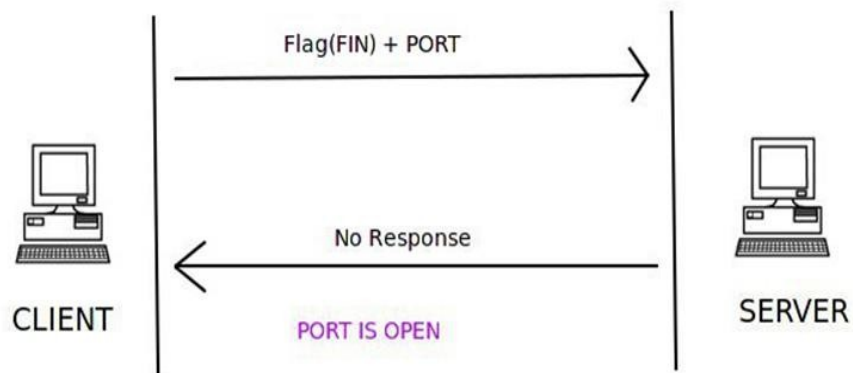 Flag(FIN) + PORT
No Response
CLIENT
SERVER
PORT IS OPEN